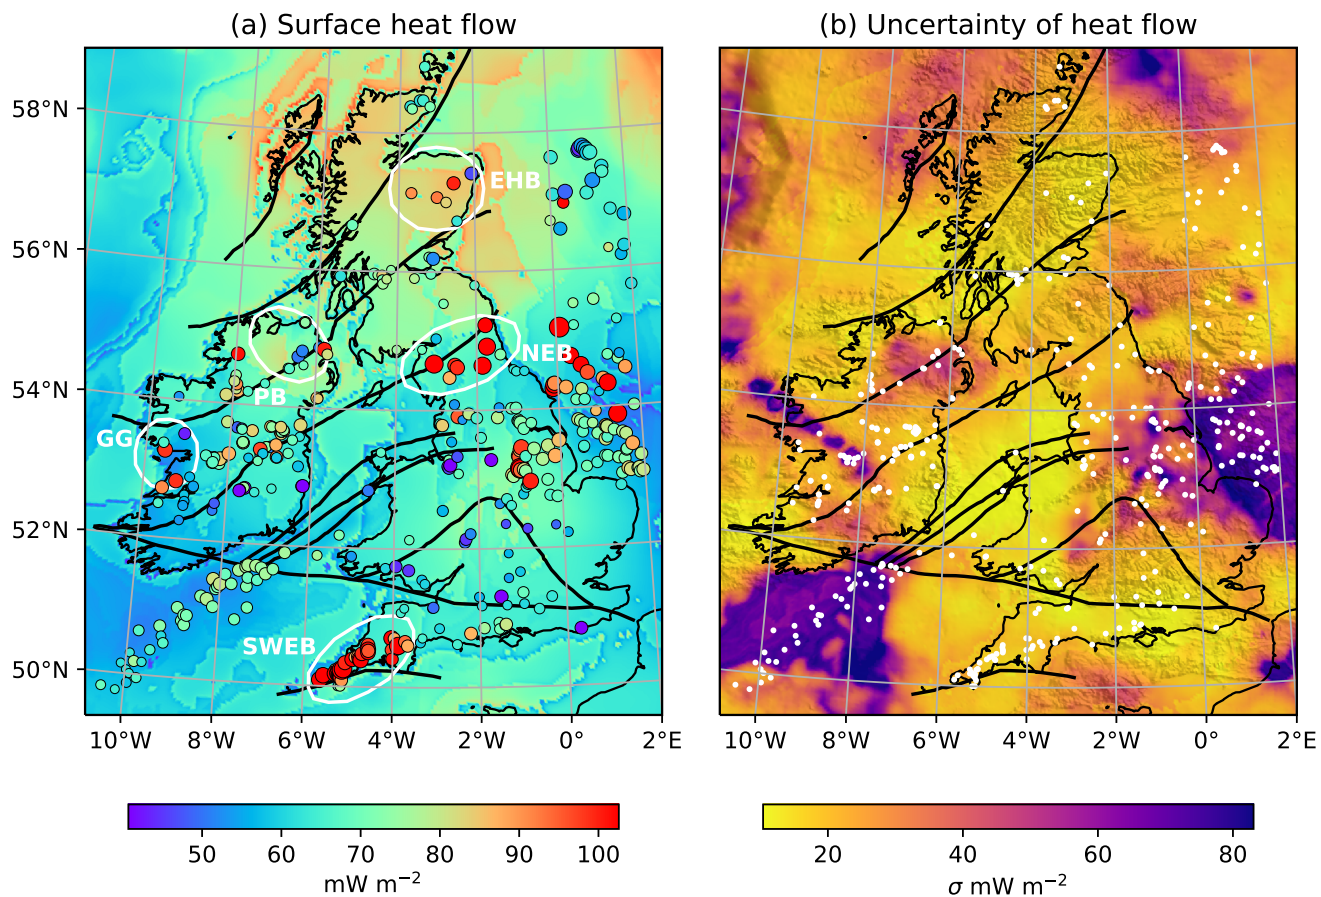 (a) Surface heat flow
(b) Uncertainty of heat flow
58°N
56°N
54°N
52°N
50°N
EHB
NEB
PB
GG
SWEB
10°W 8°W 6°W 4°W 2°W 0° 2°E
10°W 8°W 6°W 4°W 2°W 0° 2°E
50 60 70 80 90 100
mW m⁻²
20 40 60 80
σ mW m⁻²